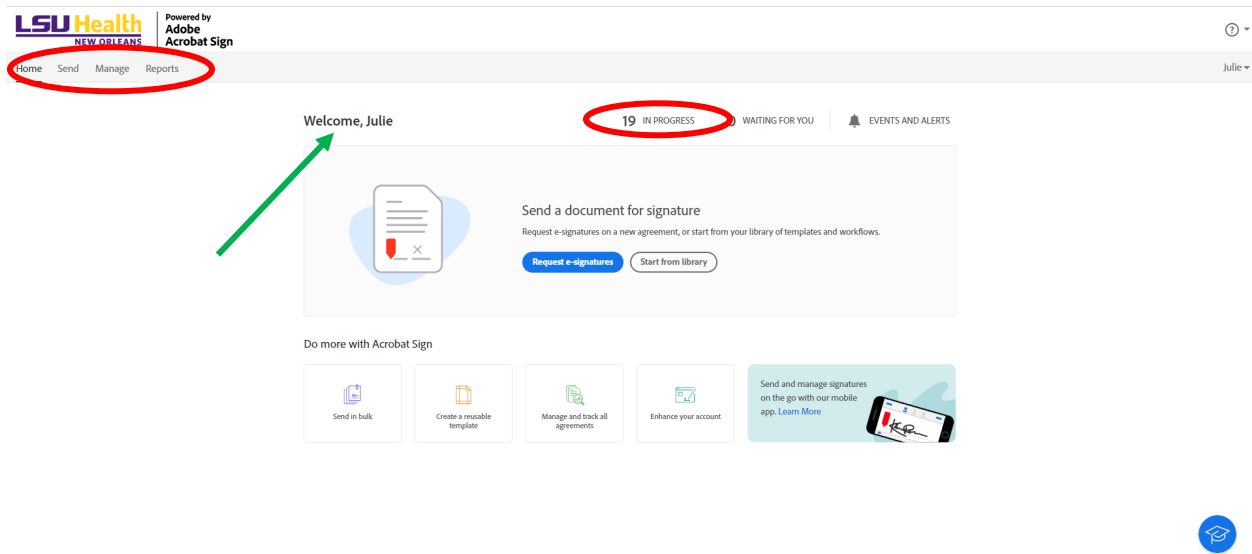 LSU Health
NEW ORLEANS
Powered by
Adobe
Acrobat Sign
Home Send Manage Reports
Julie
Welcome, Julie
19 IN PROGRESS
WAITING FOR YOU
EVENTS AND ALERTS
Send a document for signature
Request e-signatures on a new agreement, or start from your library of templates and workflows.
Request e-signatures
Start from library
Do more with Acrobat Sign
Send in bulk
Create a reusable
template
Manage and track all
agreements
Enhance your account
Send and manage signatures
on the go with our mobile
app. Learn More